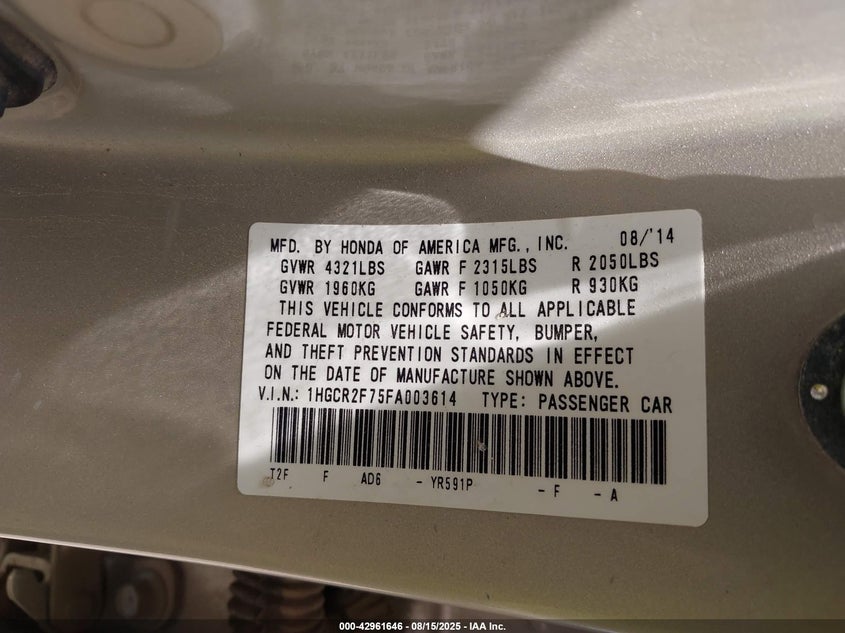 MFD. BY HONDA OF AMERICA MFG., INC. 08/'14
GVWR 4321LBS GAWR F 2315LBS R 2050LBS
GVWR 1960KG GAWR F 1050KG R 930KG
THIS VEHICLE CONFORMS TO ALL APPLICABLE
FEDERAL MOTOR VEHICLE SAFETY, BUMPER,
AND THEFT PREVENTION STANDARDS IN EFFECT
ON THE DATE OF MANUFACTURE SHOWN ABOVE.
V.I.N.: 1HGCR2F75FA003614 TYPE: PASSENGER CAR
T2F F AD6 - YR591P - F - A
000-42961646 - 08/15/2025 - IAA Inc.